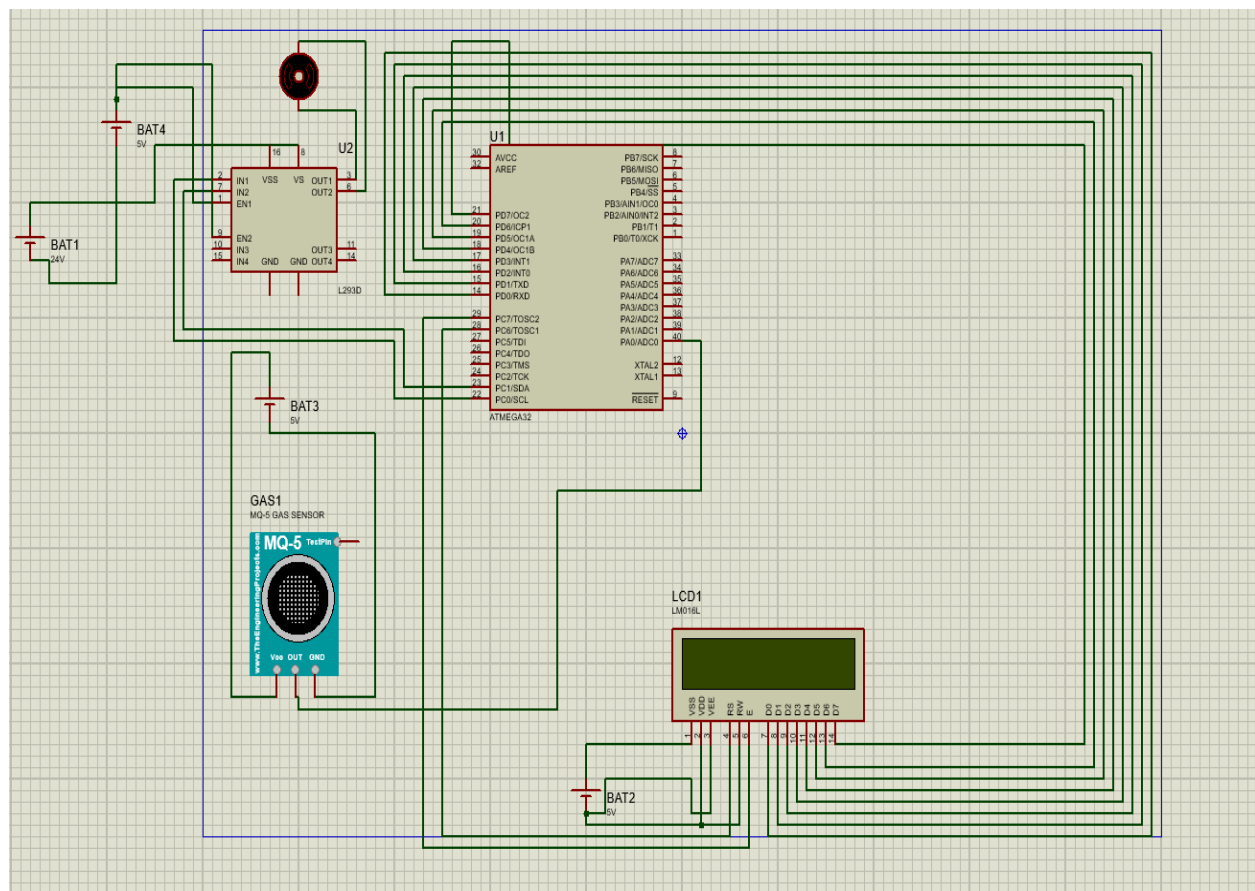 BAT4
5V
BAT1
24V
U2
16
8
VSS
VS
2
7
1
9
10
15
IN1
IN2
EN1
EN2
IN3
IN4
OUT1
OUT2
OUT3
OUT4
3
6
11
14
GND
GND
L293D
U1
30
32
AVCC
AREF
21
20
19
18
17
16
15
14
PD7/OC2
PD6/ICP1
PD5/OC1A
PD4/OC1B
PD3/INT1
PD2/INT0
PD1/TXD
PD0/RXD
29
28
27
26
25
24
23
22
PC7/TOSC2
PC6/TOSC1
PC5/TDI
PC4/TDO
PC3/TMS
PC2/TCK
PC1/SDA
PC0/SCL
PB7/SCK
PB6/MISO
PB5/MOSI
PB4/SS
PB3/AIN1/OC0
PB2/AIN0/INT2
PB1/T1
PB0/T0/XCK
8
7
6
5
4
3
2
1
PA7/ADC7
PA6/ADC6
PA5/ADC5
PA4/ADC4
PA3/ADC3
PA2/ADC2
PA1/ADC1
PA0/ADC0
33
34
35
36
37
38
39
40
XTAL2
XTAL1
12
13
RESET
9
ATMEGA32
BAT3
5V
GAS1
MQ-5 GAS SENSOR
MQ-5 TestPin
www.TheEngineeringProjects.com
Vcc OUT GND
LCD1
LM016L
VSS
VDD
VEE
RS
RW
E
D0
D1
D2
D3
D4
D5
D6
D7
1
2
3
4
5
6
7
8
9
10
11
12
13
14
BAT2
5V